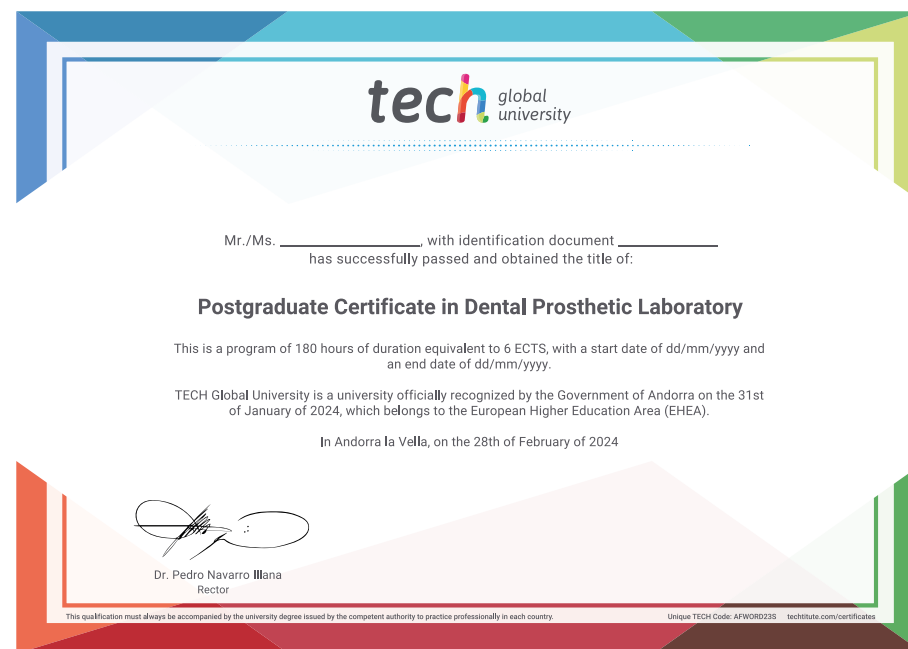 tech global university
Mr./Ms. ____________________, with identification document ______________
has successfully passed and obtained the title of:
Postgraduate Certificate in Dental Prosthetic Laboratory
This is a program of 180 hours of duration equivalent to 6 ECTS, with a start date of dd/mm/yyyy and
an end date of dd/mm/yyyy.
TECH Global University is a university officially recognized by the Government of Andorra on the 31st
of January of 2024, which belongs to the European Higher Education Area (EHEA).
In Andorra la Vella, on the 28th of February of 2024
Dr. Pedro Navarro Illana
Rector
This qualification must always be accompanied by the university degree issued by the competent authority to practice professionally in each country.
Unique TECH Code: AFWORD23S techtitute.com/certificates